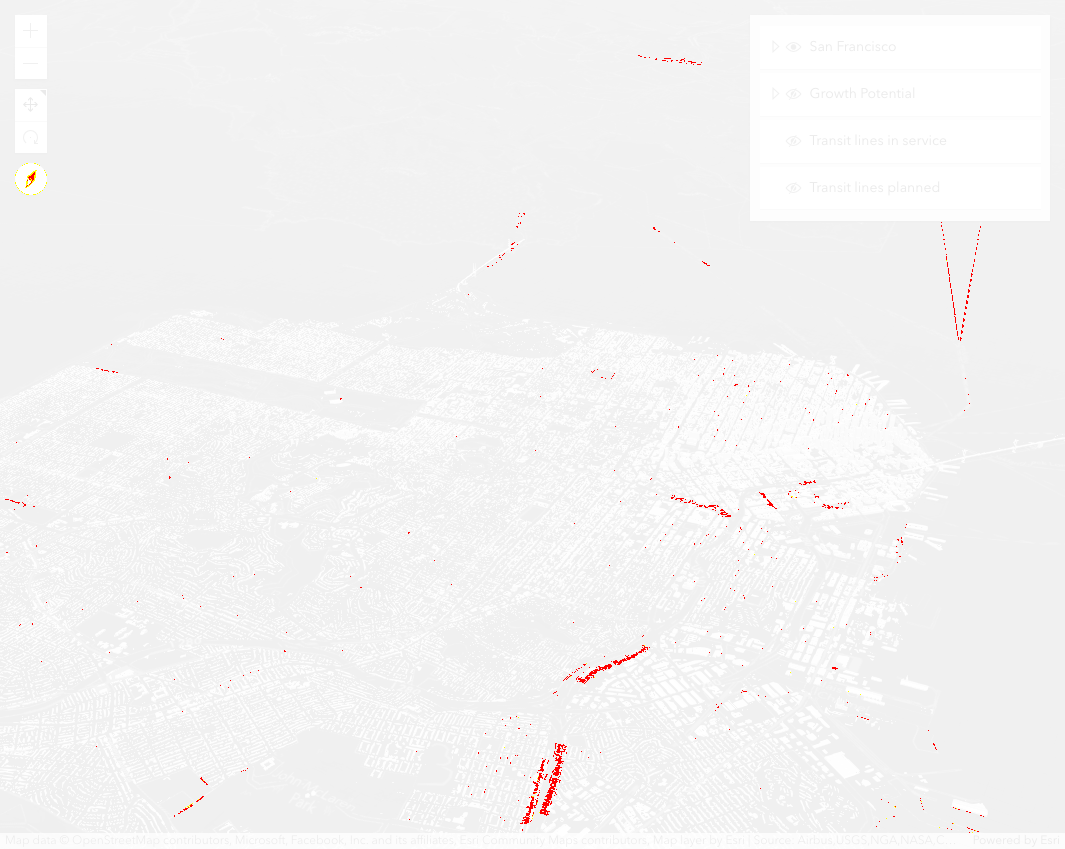 San Francisco
Growth Potential
Transit lines in service
Transit lines planned
Map data © OpenStreetMap contributors, Microsoft, Facebook, Inc. and its affiliates, Esri Community Maps contributors, Map layer by Esri | Source: Airbus,USGS,NGA,NASA,C... Powered by Esri